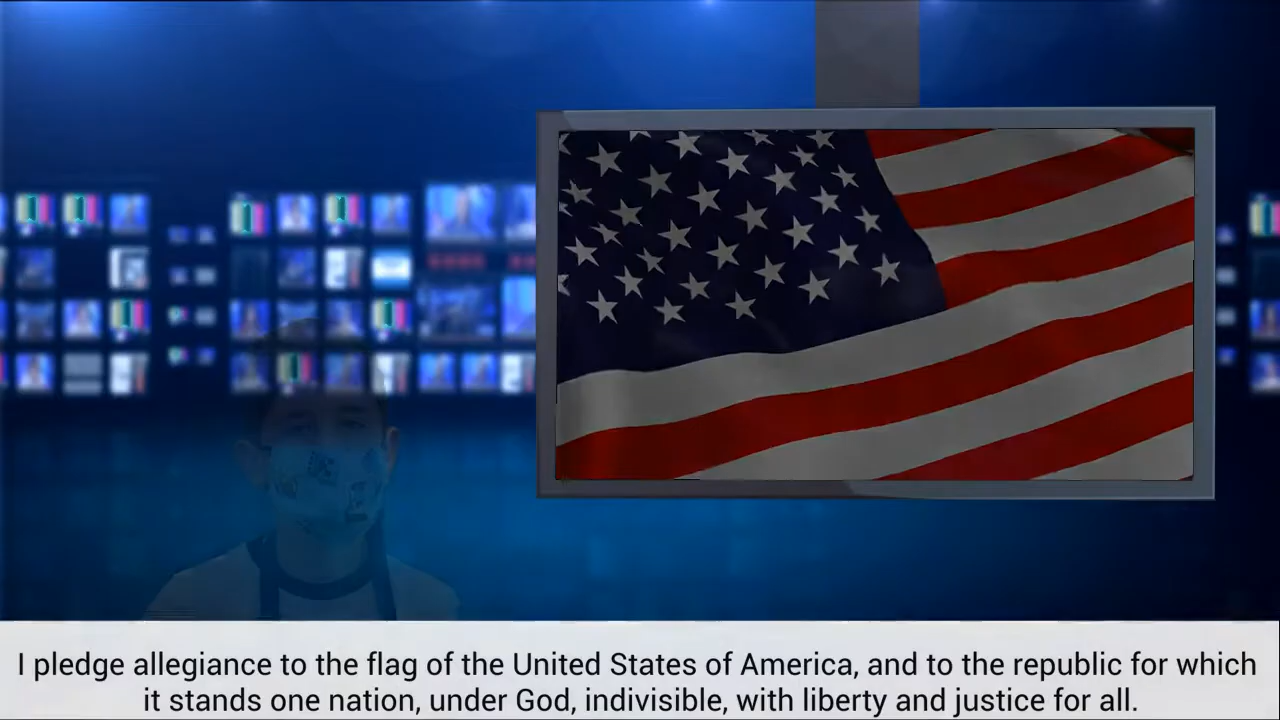 I pledge allegiance to the flag of the United States of America, and to the republic for which
it stands one nation, under God, indivisible, with liberty and justice for all.